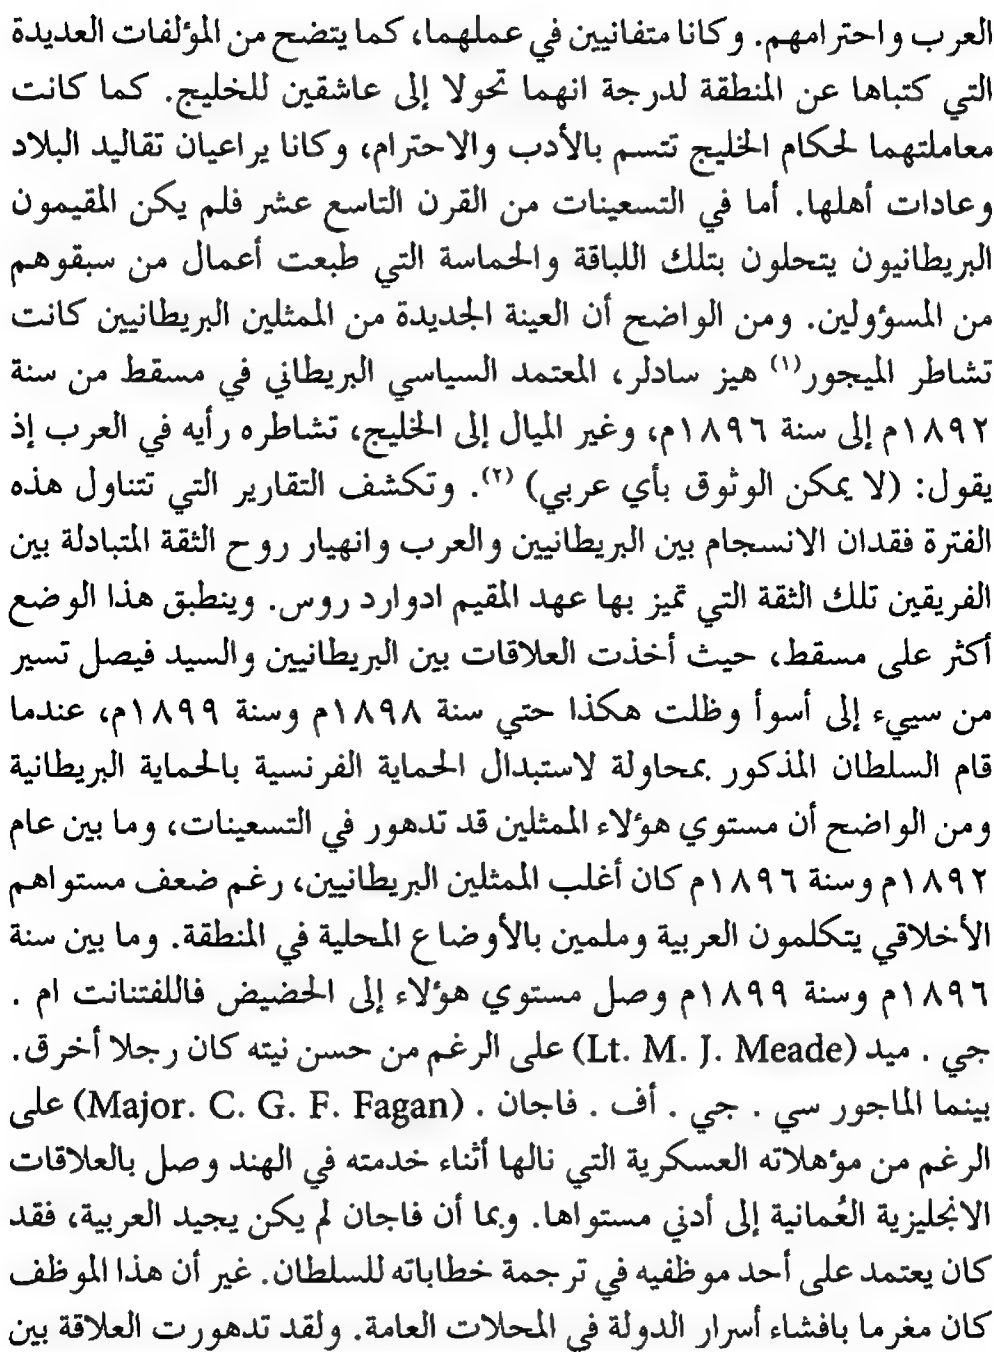 العرب واحترامهم. وكانا متفانيين في عملهما، كما يتضح من المؤلفات العديدة
التي كتباها عن المنطقة لدرجة انهما تحولا إلى عاشقين للخليج. كما كانت
معاملتهما لحكام الخليج تتسم بالأدب والاحترام، وكانا يراعيان تقاليد البلاد
وعادات أهلها. أما في التسعينات من القرن التاسع عشر فلم يكن المقيمون
البريطانيون يتحلون بتلك اللباقة والحماسة التي طبعت أعمال من سبقوهم
من المسؤولين. ومن الواضح أن العينة الجديدة من الممثلين البريطانيين كانت
تشاطر الميجور(١) هيز سادلر، المعتمد السياسي البريطاني في مسقط من سنة
١٨٩٢م إلى سنة ١٨٩٦م، وغير الميال إلى الخليج، تشاطره رأيه في العرب إذ
يقول: (لا يمكن الوثوق بأي عربي) (٢). وتكشف التقارير التي تتناول هذه
الفترة فقدان الانسجام بين البريطانيين والعرب وانهيار روح الثقة المتبادلة بين
الفريقين تلك الثقة التي تميز بها عهد المقيم ادوارد روس. وينطبق هذا الوضع
أكثر على مسقط، حيث أخذت العلاقات بين البريطانيين والسيد فيصل تسير
من سييء إلى أسوأ وظلت هكذا حتي سنة ١٨٩٨م وسنة ١٨٩٩م، عندما
قام السلطان المذكور بمحاولة لاستبدال الحماية الفرنسية بالحماية البريطانية
ومن الواضح أن مستوي هؤلاء الممثلين قد تدهور في التسعينات، وما بين عام
١٨٩٢م وسنة ١٨٩٦م كان أغلب الممثلين البريطانيين، رغم ضعف مستواهم
الأخلاقي يتكلمون العربية وملمين بالأوضاع المحلية في المنطقة. وما بين سنة
١٨٩٦م وسنة ١٨٩٩م وصل مستوي هؤلاء إلى الحضيض فاللفتنانت ام .
جي . ميد (Lt. M. J. Meade) على الرغم من حسن نيته كان رجلا أخرق.
بينما الماجور سي . جي . أف . فاجان . (Major. C. G. F. Fagan) على
الرغم من مؤهلاته العسكرية التي نالها أثناء خدمته في الهند وصل بالعلاقات
الانجليزية العُمانية إلى أدني مستواها. وبما أن فاجان لم يكن يجيد العربية، فقد
كان يعتمد على أحد موظفيه في ترجمة خطاباته للسلطان. غير أن هذا الموظف
كان مغرما بافشاء أسرار الدولة في المحلات العامة. ولقد تدهورت العلاقة بين